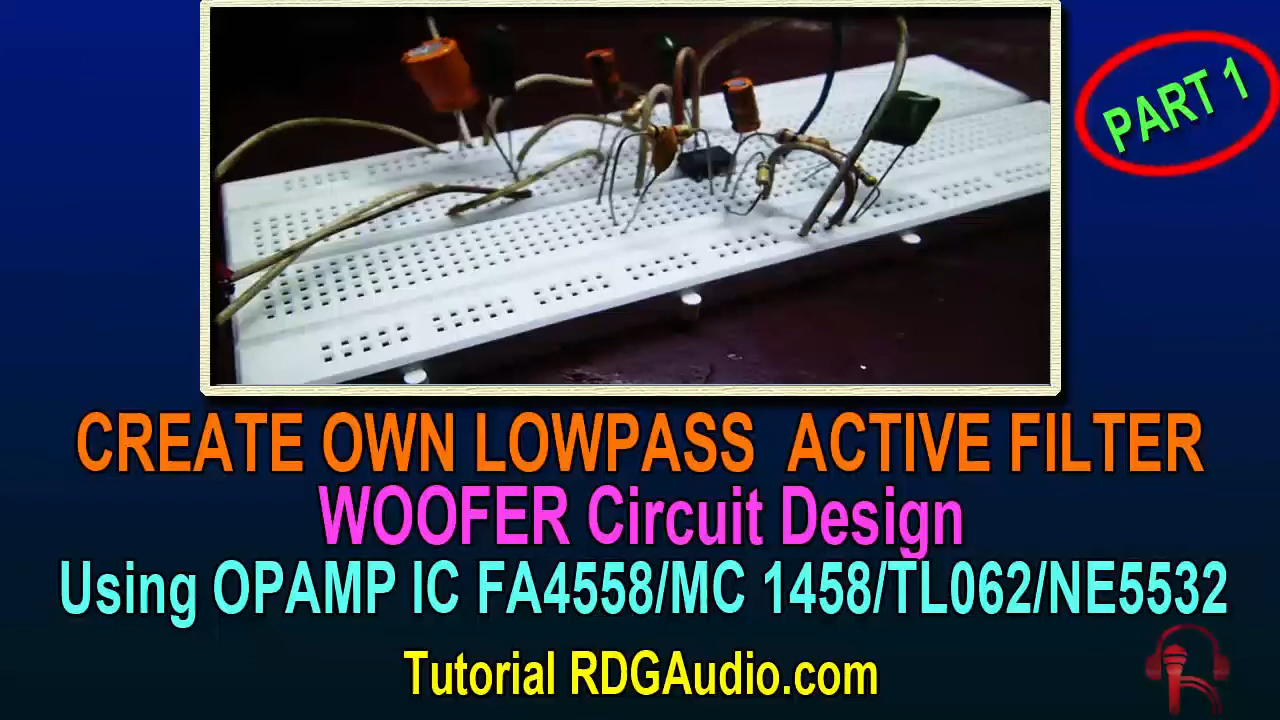 PART 1
CREATE OWN LOWPASS ACTIVE FILTER
WOOFER Circuit Design
Using OPAMP IC FA4558/MC 1458/TL062/NE5532
Tutorial RDGAudio.com